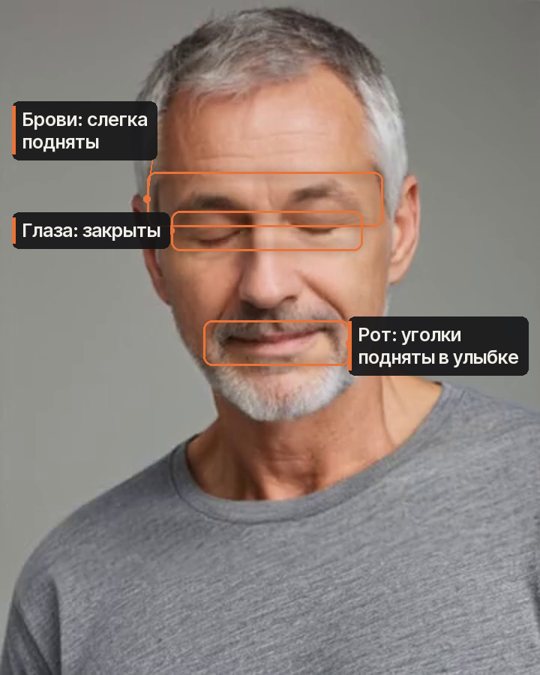 Брови: слегка
подняты
Глаза: закрыты
Рот: уголки
подняты в улыбке